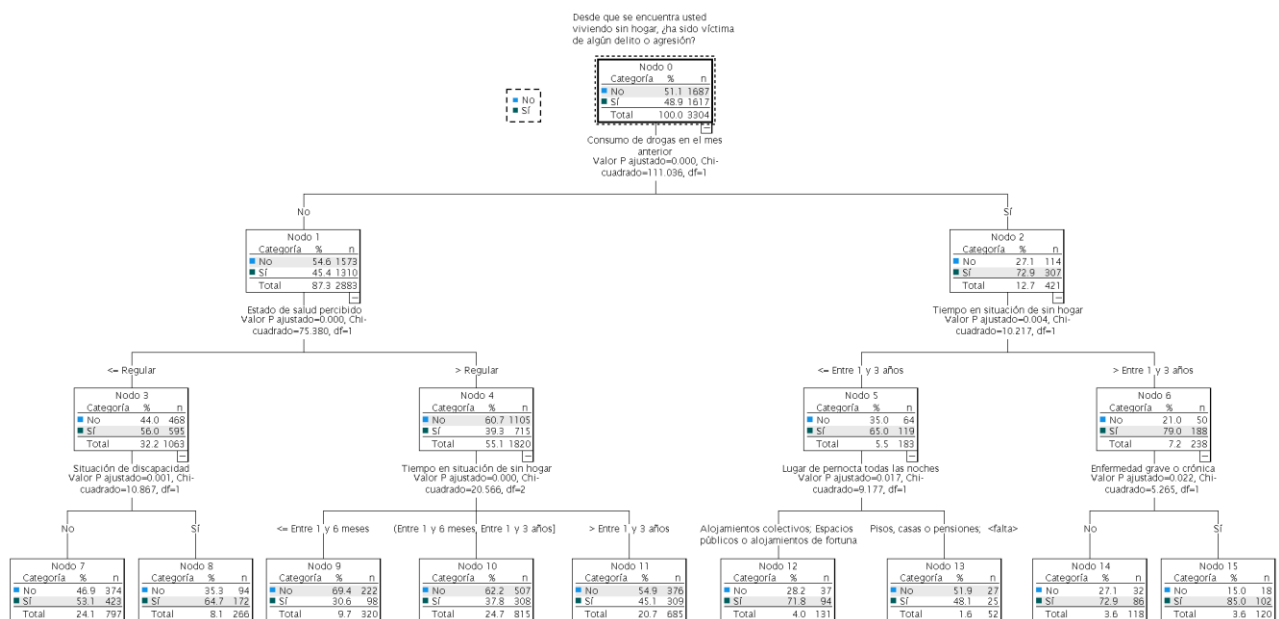 Desde que se encuentra usted
viviendo sin hogar, ¿ha sido víctima
de algún delito o agresión?
Nodo 0
Categoría % n
No 51.1 1687
Sí 48.9 1617
Total 100.0 3304
No
Sí
Consumo de drogas en el mes
anterior
Valor P ajustado=0.000, Chi-
cuadrado=111.036, df=1
No
Sí
Nodo 1
Categoría % n
No 54.6 1573
Sí 45.4 1310
Total 87.3 2883
Nodo 2
Categoría % n
No 27.1 114
Sí 72.9 307
Total 12.7 421
Estado de salud percibido
Valor P ajustado=0.000, Chi-
cuadrado=75.380, df=1
Tiempo en situación de sin hogar
Valor P ajustado=0.004, Chi-
cuadrado=10.217, df=1
<= Regular
> Regular
<= Entre 1 y 3 años
> Entre 1 y 3 años
Nodo 3
Categoría % n
No 44.0 468
Sí 56.0 595
Total 32.2 1063
Nodo 4
Categoría % n
No 60.7 1105
Sí 39.3 715
Total 55.1 1820
Nodo 5
Categoría % n
No 35.0 64
Sí 65.0 119
Total 5.5 183
Nodo 6
Categoría % n
No 21.0 50
Sí 79.0 188
Total 7.2 238
Situación de discapacidad
Valor P ajustado=0.001, Chi-
cuadrado=10.867, df=1
Tiempo en situación de sin hogar
Valor P ajustado=0.000, Chi-
cuadrado=20.566, df=2
Lugar de pernocta todas las noches
Valor P ajustado=0.017, Chi-
cuadrado=9.177, df=1
Enfermedad grave o crónica
Valor P ajustado=0.022, Chi-
cuadrado=5.265, df=1
No
Sí
<= Entre 1 y 6 meses
(Entre 1 y 6 meses, Entre 1 y 3 años]
> Entre 1 y 3 años
Alojamientos colectivos; Espacios
públicos o alojamientos de fortuna
Pisos, casas o pensiones; <falta>
No
Sí
Nodo 7
Categoría % n
No 46.9 374
Sí 53.1 423
Total 24.1 797
Nodo 8
Categoría % n
No 35.3 94
Sí 64.7 172
Total 8.1 266
Nodo 9
Categoría % n
No 69.4 222
Sí 30.6 98
Total 9.7 320
Nodo 10
Categoría % n
No 62.2 507
Sí 37.8 308
Total 24.7 815
Nodo 11
Categoría % n
No 54.9 376
Sí 45.1 309
Total 20.7 685
Nodo 12
Categoría % n
No 28.2 37
Sí 71.8 94
Total 4.0 131
Nodo 13
Categoría % n
No 51.9 27
Sí 48.1 25
Total 1.6 52
Nodo 14
Categoría % n
No 27.1 32
Sí 72.9 86
Total 3.6 118
Nodo 15
Categoría % n
No 15.0 18
Sí 85.0 102
Total 3.6 120